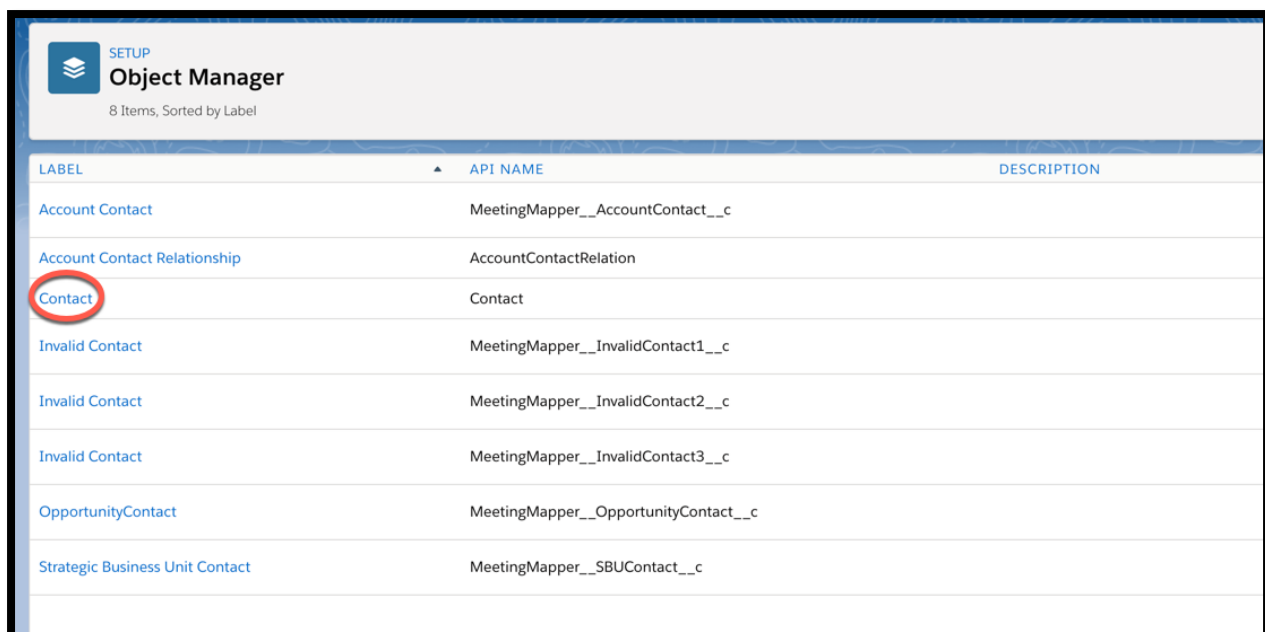 SETUP
Object Manager
8 Items, Sorted by Label
LABEL API NAME DESCRIPTION
Account Contact MeetingMapper__AccountContact__c
Account Contact Relationship AccountContactRelation
Contact Contact
Invalid Contact MeetingMapper__InvalidContact1__c
Invalid Contact MeetingMapper__InvalidContact2__c
Invalid Contact MeetingMapper__InvalidContact3__c
OpportunityContact MeetingMapper__OpportunityContact__c
Strategic Business Unit Contact MeetingMapper__SBUContact__c